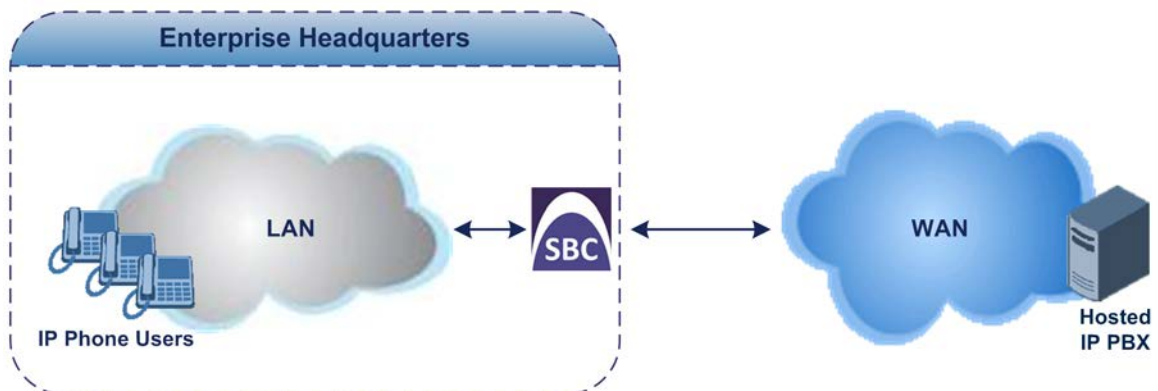 Enterprise Headquarters
LAN
SBC
WAN
IP Phone Users
Hosted
IP PBX